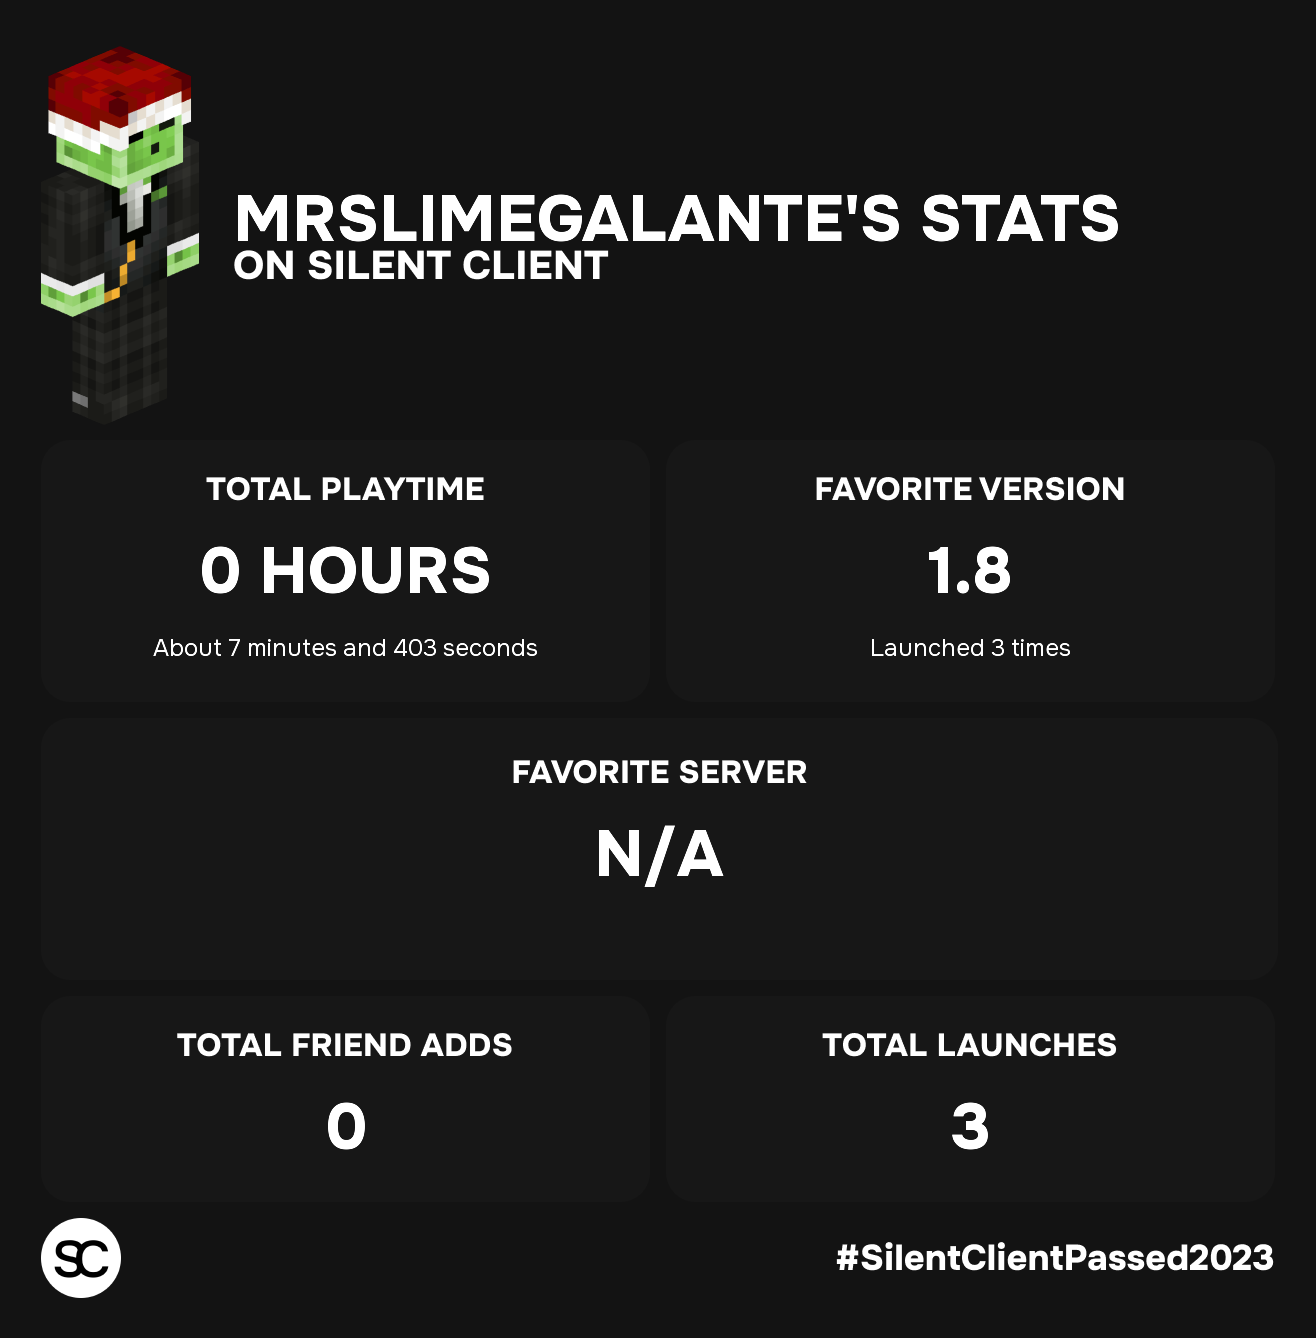 MRSLIMEGALANTE'S STATS
ON SILENT CLIENT
TOTAL PLAYTIME
0 HOURS
About 7 minutes and 403 seconds
FAVORITE VERSION
1.8
Launched 3 times
FAVORITE SERVER
N/A
TOTAL FRIEND ADDS
0
TOTAL LAUNCHES
3
SC
#SilentClientPassed2023